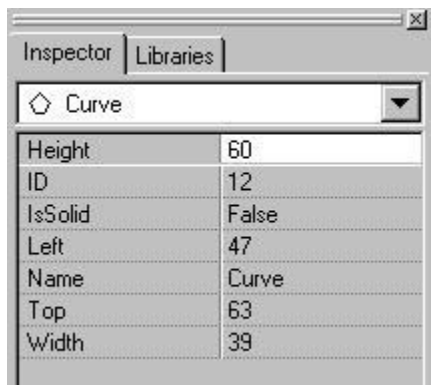 Inspector Libraries
Curve
Height 60
ID 12
IsSolid False
Left 47
Name Curve
Top 63
Width 39